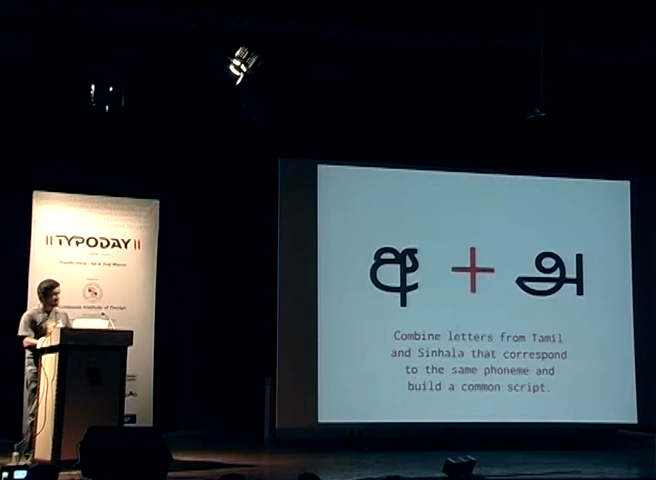 TYPODAY
අ + அ
Combine letters from Tamil
and Sinhala that correspond
to the same phoneme and
build a common script.